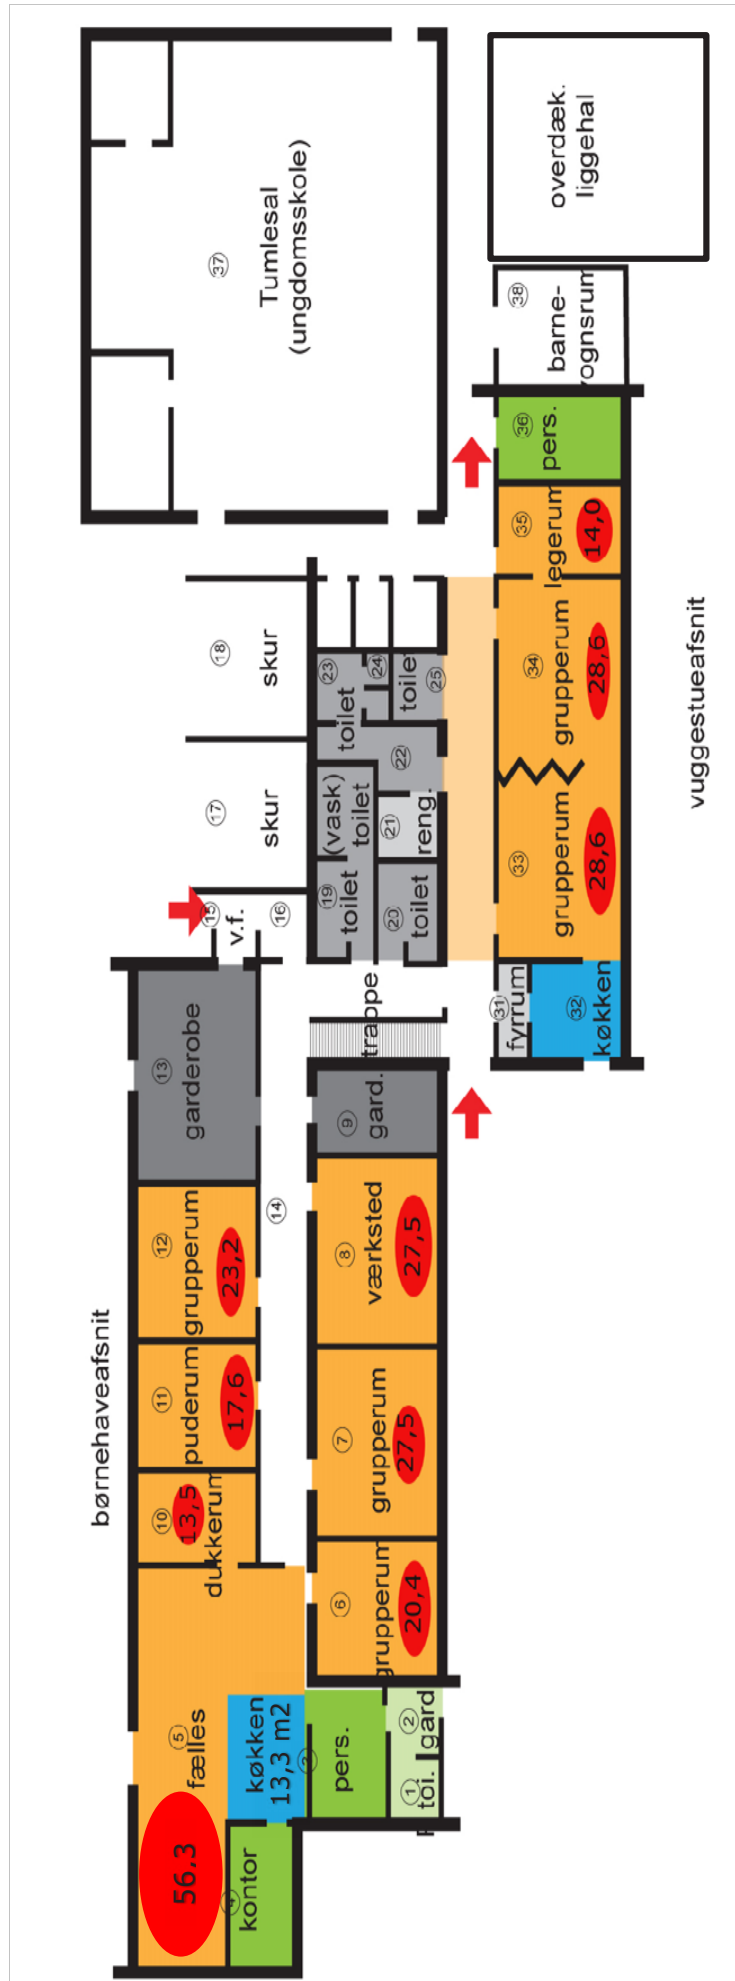 37
Tumlesal
(ungdomsskole)
overdæk.
liggehal
38
barne-
vognsrum
36
pers.
35
legerum
14,0
34
grupperum
28,6
33
grupperum
28,6
vuggestueafsnit
31
fyrrum
32
køkken
18
skur
17
skur
15
v.f.
16
23
toilet
24
25
toilet
22
(vask)
toilet
21
reng.
19
toilet
20
toilet
trappe
13
garderobe
9
gard.
14
12
grupperum
23,2
8
værksted
27,5
børnehaveafsnit
11
puderum
17,6
7
grupperum
27,5
10
13,5
dukkerum
6
grupperum
20,4
5
fælles
56,3
køkken
13,3 m2
3
pers.
2
gard
1
toi.
4
kontor